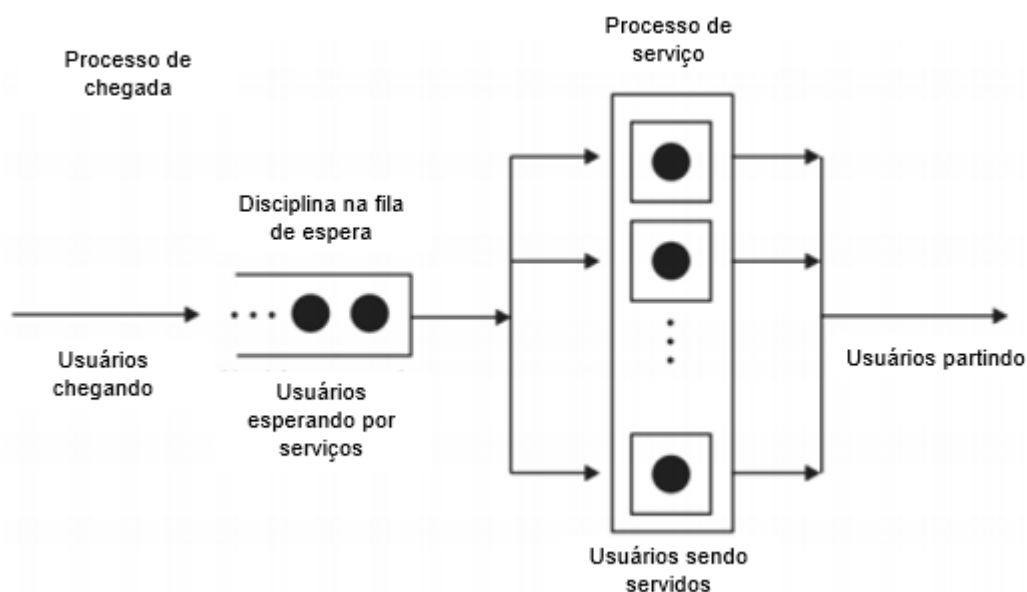 Processo de
chegada
Processo de
serviço
Disciplina na fila
de espera
Usuários
chegando
Usuários
esperando por
serviços
Usuários partindo
Usuários sendo
servidos